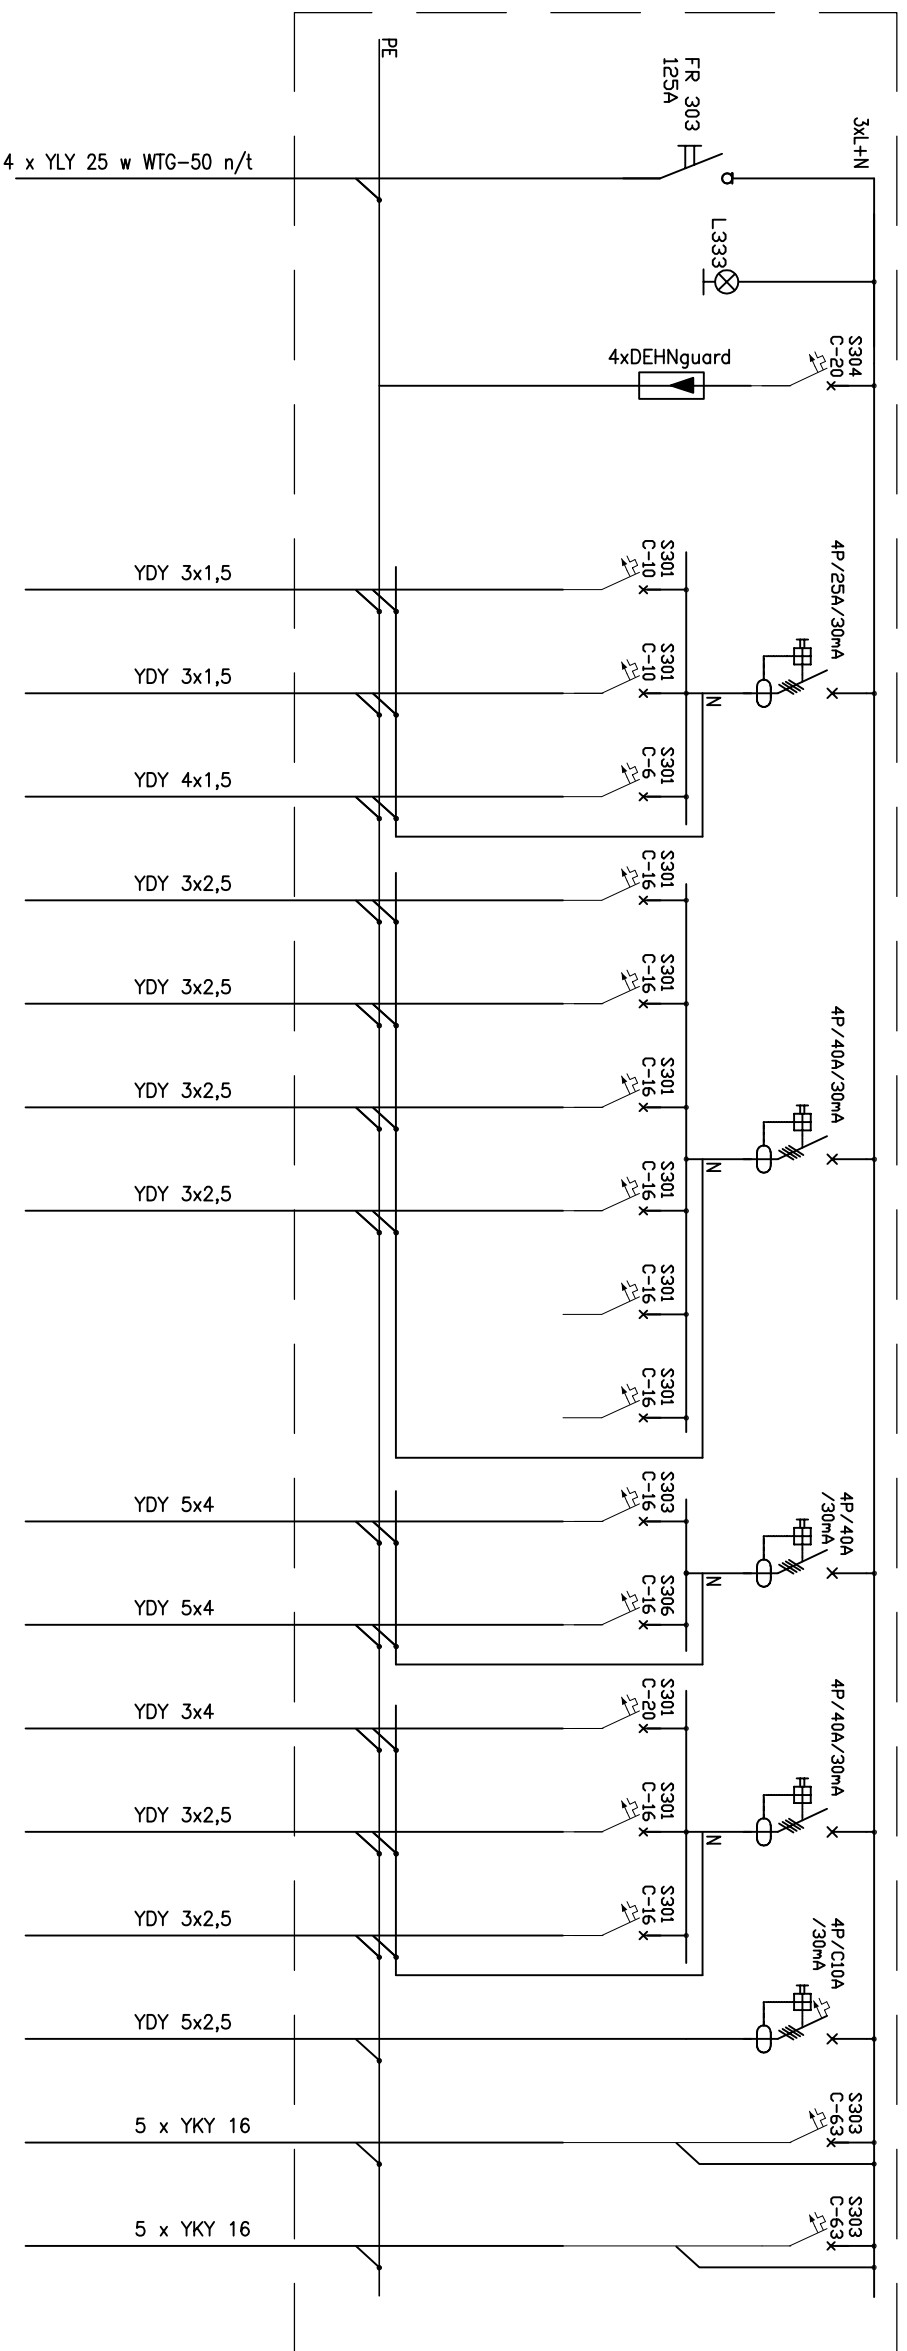 PE
FR 303
125A
3xL+N
4 x YLY 25 w WTG-50 n/t
L333
4xDEHNguard
S304
C-20
YDY 3x1,5
S301
C-10
4P/25A/30mA
YDY 3x1,5
S301
C-10
N
YDY 4x1,5
S301
C-6
YDY 3x2,5
S301
C-16
YDY 3x2,5
S301
C-16
4P/40A/30mA
YDY 3x2,5
S301
C-16
N
YDY 3x2,5
S301
C-16
S301
C-16
S301
C-16
YDY 5x4
S303
C-16
4P/40A
/30mA
N
YDY 5x4
S306
C-16
YDY 3x4
S301
C-20
4P/40A/30mA
YDY 3x2,5
S301
C-16
N
YDY 3x2,5
S301
C-16
4P/C10A
/30mA
YDY 5x2,5
5 x YKY 16
S303
C-63
5 x YKY 16
S303
C-63